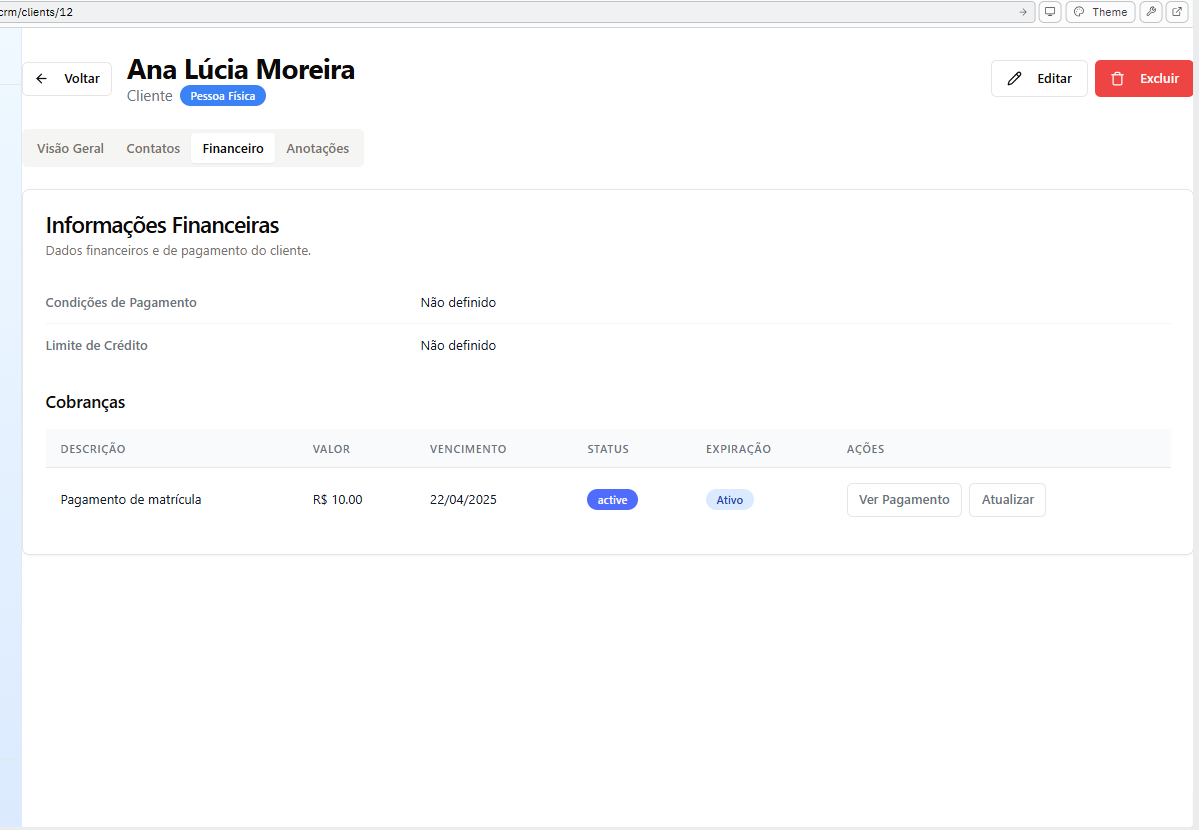 crm/clients/12
Theme
Voltar
Ana Lúcia Moreira
Cliente Pessoa Física
Editar
Excluir
Visão Geral Contatos Financeiro Anotações
Informações Financeiras
Dados financeiros e de pagamento do cliente.
Condições de Pagamento Não definido
Limite de Crédito Não definido
Cobranças
DESCRIÇÃO VALOR VENCIMENTO STATUS EXPIRAÇÃO AÇÕES
Pagamento de matrícula R$ 10.00 22/04/2025 active Ativo Ver Pagamento Atualizar